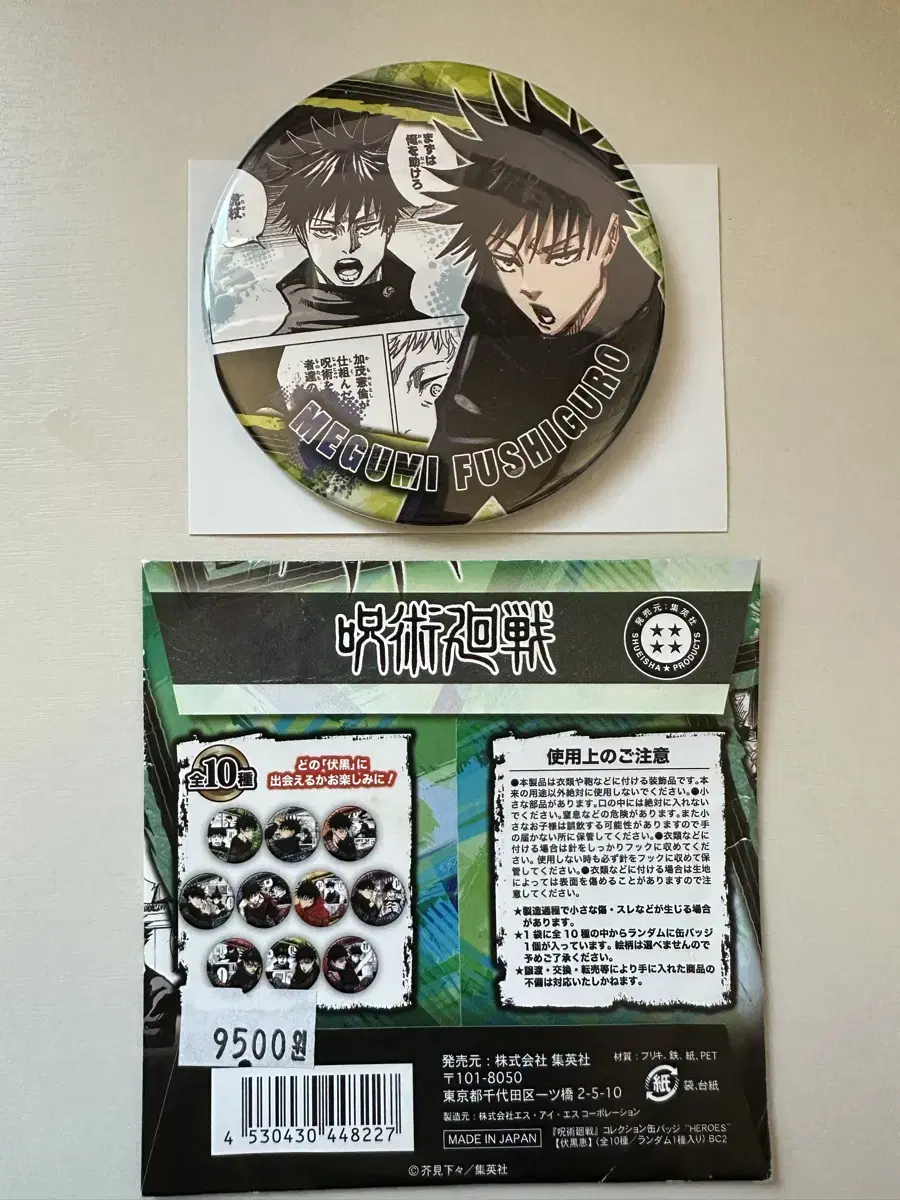 まずは
俺を助けろ
加茂憲倫が
仕組んだ
呪術を
者達の
MEGUMI FUSHIGURO
呪術廻戦
発売元：集英社
SHUEISHA★PRODUCTS
全10種
どの「伏黒」に
出会えるかお楽しみに！
使用上のご注意
●本製品は衣類や鞄などに付ける装飾品です。本
来の用途以外絶対に使用しないでください。●小
さな部品があります。口の中には絶対に入れない
でください。窒息などの危険があります。また小
さなお子様は誤飲する可能性がありますので手
の届かない所に保管してください。●衣類などに
付ける場合は針をしっかりフックに収めてくださ
い。使用しない時も必ず針をフックに収めて保
管してください。●衣類などに付ける場合は生地
によっては表面を傷めることがありますので注
意してください。
★製造過程で小さな傷・スレなどが生じる場合
があります。
★1袋に全10種の中からランダムに缶バッジ
1個が入っています。絵柄は選べませんので
予めご了承ください。
★譲渡・交換・転売等により手に入れた商品の
不備は対応いたしかねます。
9500원
4 530430 448227
発売元：株式会社 集英社
〒101-8050
東京都千代田区一ツ橋 2-5-10
製造元：株式会社エス・アイ・エスコーポレーション
材質：ブリキ、鉄、紙、PET
紙 袋、台紙
MADE IN JAPAN
『呪術廻戦』コレクション缶バッジ "HEROES"
【伏黒恵】(全10種／ランダム1種入り) BC2
©芥見下々／集英社